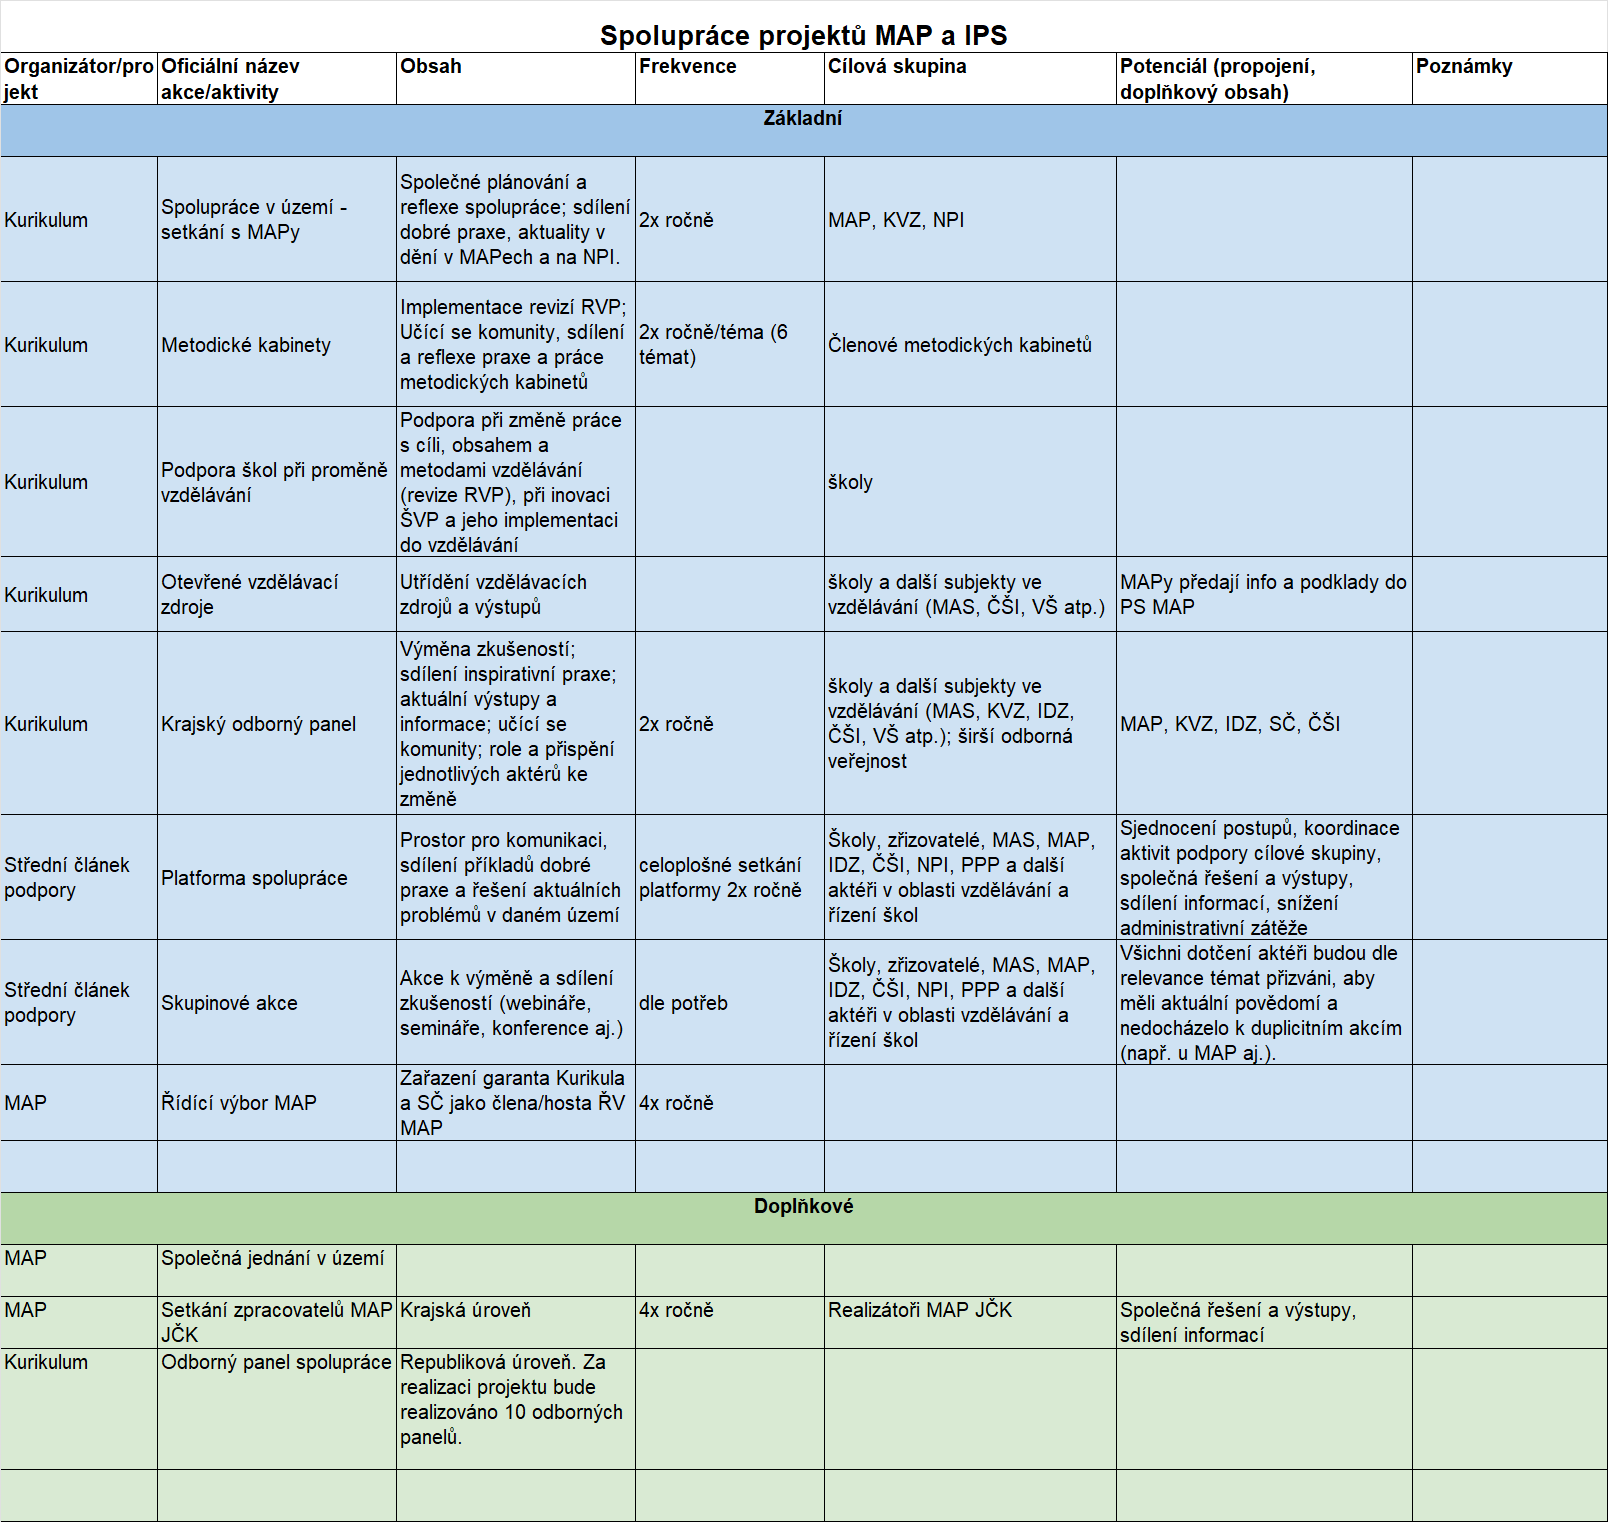 Spolupráce projektů MAP a IPS
Organizátor/pro
jekt
Oficiální název
akce/aktivity
Obsah
Frekvence
Cílová skupina
Potenciál (propojení,
doplňkový obsah)
Poznámky
Základní
Kurikulum
Spolupráce v území -
setkání s MAPy
Společné plánování a
reflexe spolupráce; sdílení
dobré praxe, aktuality v
dění v MAPech a na NPI.
2x ročně
MAP, KVZ, NPI
Kurikulum
Metodické kabinety
Implementace revizí RVP;
Učící se komunity, sdílení
a reflexe praxe a práce
metodických kabinetů
2x ročně/téma (6
témat)
Členové metodických kabinetů
Kurikulum
Podpora škol při proměně
vzdělávání
Podpora při změně práce
s cíli, obsahem a
metodami vzdělávání
(revize RVP), při inovaci
ŠVP a jeho implementaci
do vzdělávání
školy
Kurikulum
Otevřené vzdělávací
zdroje
Utřídění vzdělávacích
zdrojů a výstupů
školy a další subjekty ve
vzdělávání (MAS, ČŠI, VŠ atp.)
MAPy předají info a podklady do
PS MAP
Kurikulum
Krajský odborný panel
Výměna zkušeností;
sdílení inspirativní praxe;
aktuální výstupy a
informace; učící se
komunity; role a přispění
jednotlivých aktérů ke
změně
2x ročně
školy a další subjekty ve
vzdělávání (MAS, KVZ, IDZ,
ČŠI, VŠ atp.); širší odborná
veřejnost
MAP, KVZ, IDZ, SČ, ČŠI
Střední článek
podpory
Platforma spolupráce
Prostor pro komunikaci,
sdílení příkladů dobré
praxe a řešení aktuálních
problémů v daném území
celoplošné setkání
platformy 2x ročně
Školy, zřizovatelé, MAS, MAP,
IDZ, ČŠI, NPI, PPP a další
aktéři v oblasti vzdělávání a
řízení škol
Sjednocení postupů, koordinace
aktivit podpory cílové skupiny,
společná řešení a výstupy,
sdílení informací, snížení
administrativní zátěže
Střední článek
podpory
Skupinové akce
Akce k výměně a sdílení
zkušeností (webináře,
semináře, konference aj.)
dle potřeb
Školy, zřizovatelé, MAS, MAP,
IDZ, ČŠI, NPI, PPP a další
aktéři v oblasti vzdělávání a
řízení škol
Všichni dotčení aktéři budou dle
relevance témat přizváni, aby
měli aktuální povědomí a
nedocházelo k duplicitním akcím
(např. u MAP aj.).
MAP
Řídící výbor MAP
Zařazení garanta Kurikula
a SČ jako člena/hosta ŘV
MAP
4x ročně
Doplňkové
MAP
Společná jednání v území
MAP
Setkání zpracovatelů MAP
JČK
Krajská úroveň
4x ročně
Realizátoři MAP JČK
Společná řešení a výstupy,
sdílení informací
Kurikulum
Odborný panel spolupráce
Republiková úroveň. Za
realizaci projektu bude
realizováno 10 odborných
panelů.